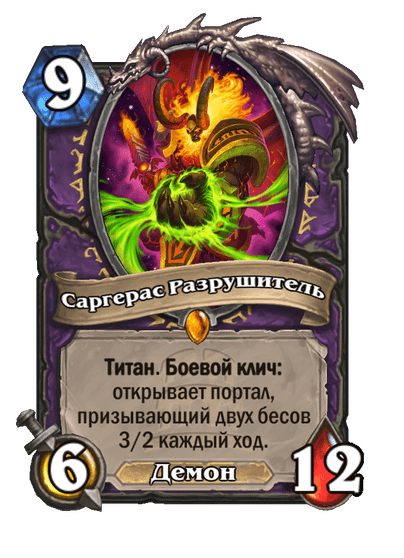 9
Саргерас Разрушитель
Титан. Боевой клич:
открывает портал,
призывающий двух бесов
3/2 каждый ход.
6
Демон
12